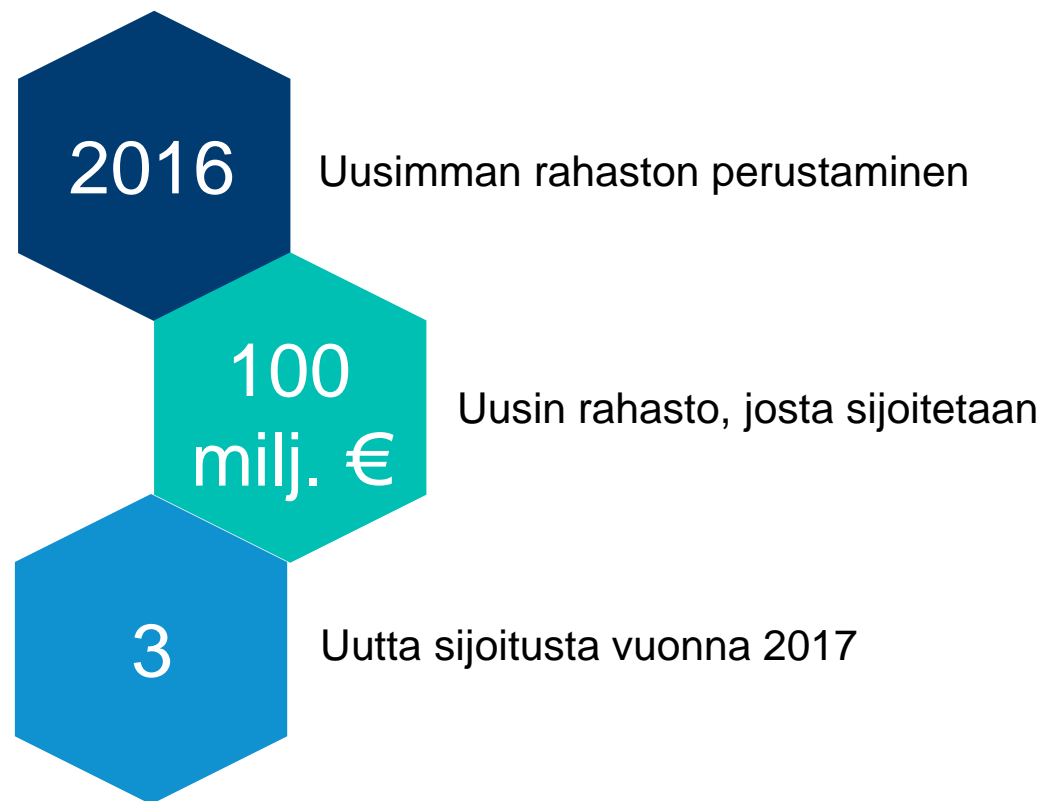 2016
Uusimman rahaston perustaminen
100
milj. €
Uusin rahasto, josta sijoitetaan
3
Uutta sijoitusta vuonna 2017